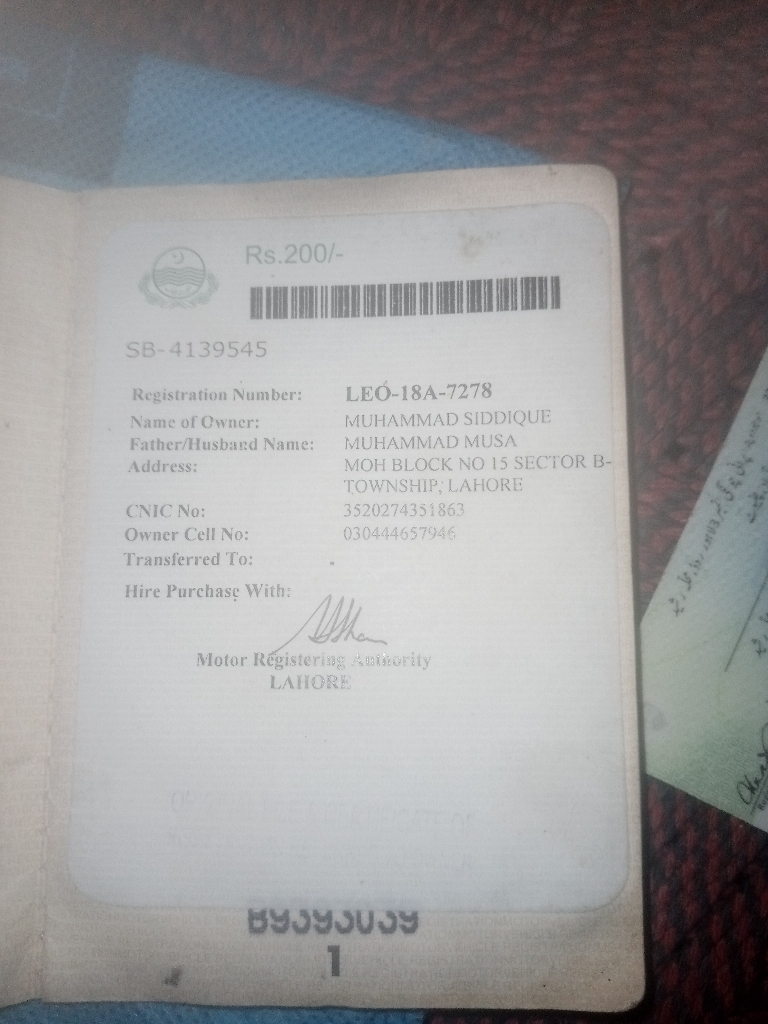 Rs.200/-
SB-4139545
Registration Number: LEO-18A-7278
Name of Owner: MUHAMMAD SIDDIQUE
Father/Husband Name: MUHAMMAD MUSA
Address: MOH BLOCK NO 15 SECTOR B-
TOWNSHIP, LAHORE
CNIC No: 3520274351863
Owner Cell No: 030444657946
Transferred To:
Hire Purchase With:
Motor Registering Authority
LAHORE
B9393039
1